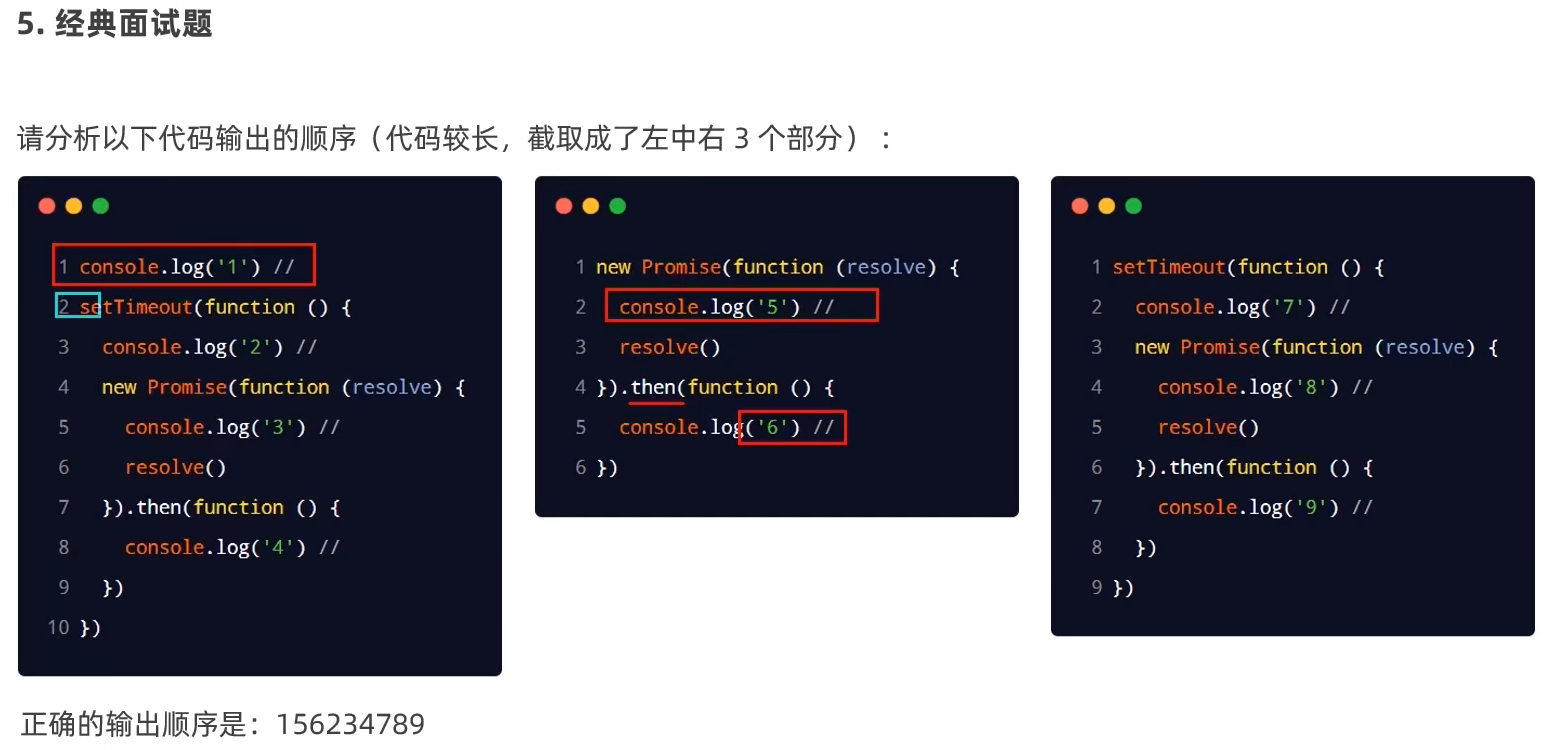 5. 经典面试题
请分析以下代码输出的顺序（代码较长，截取成了左中右 3 个部分）：
1 console.log('1') //
2 setTimeout(function () {
3   console.log('2') //
4   new Promise(function (resolve) {
5     console.log('3') //
6     resolve()
7   }).then(function () {
8     console.log('4') //
9   })
10 })
1 new Promise(function (resolve) {
2   console.log('5') //
3   resolve()
4 }).then(function () {
5   console.log('6') //
6 })
1 setTimeout(function () {
2   console.log('7') //
3   new Promise(function (resolve) {
4     console.log('8') //
5     resolve()
6   }).then(function () {
7     console.log('9') //
8   })
9 })
正确的输出顺序是：156234789